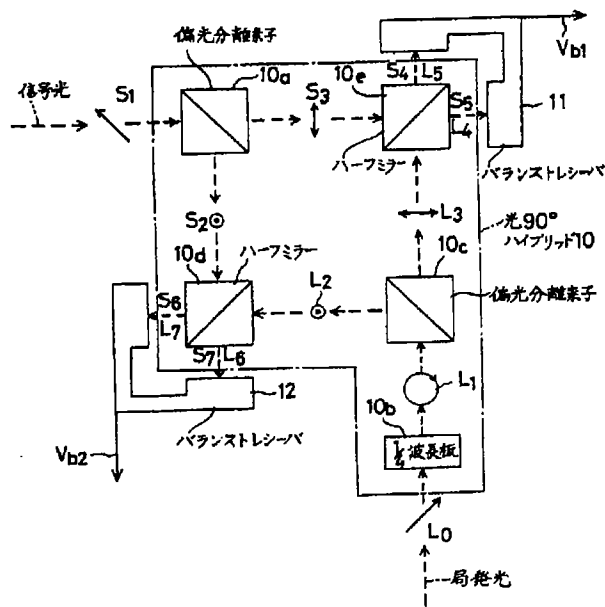 偏光分離素子
10a
信号光
S1
S3
10e
S4
L5
Vb1
S5
L4
11
ハーフミラー
バランストレシーバ
光90°
ハイブリッド10
L3
S2
10d
ハーフミラー
L2
10c
偏光分離素子
S6
L7
S7
L6
12
バランストレシーバ
Vb2
L1
10b
1/4 波長板
L0
局発光